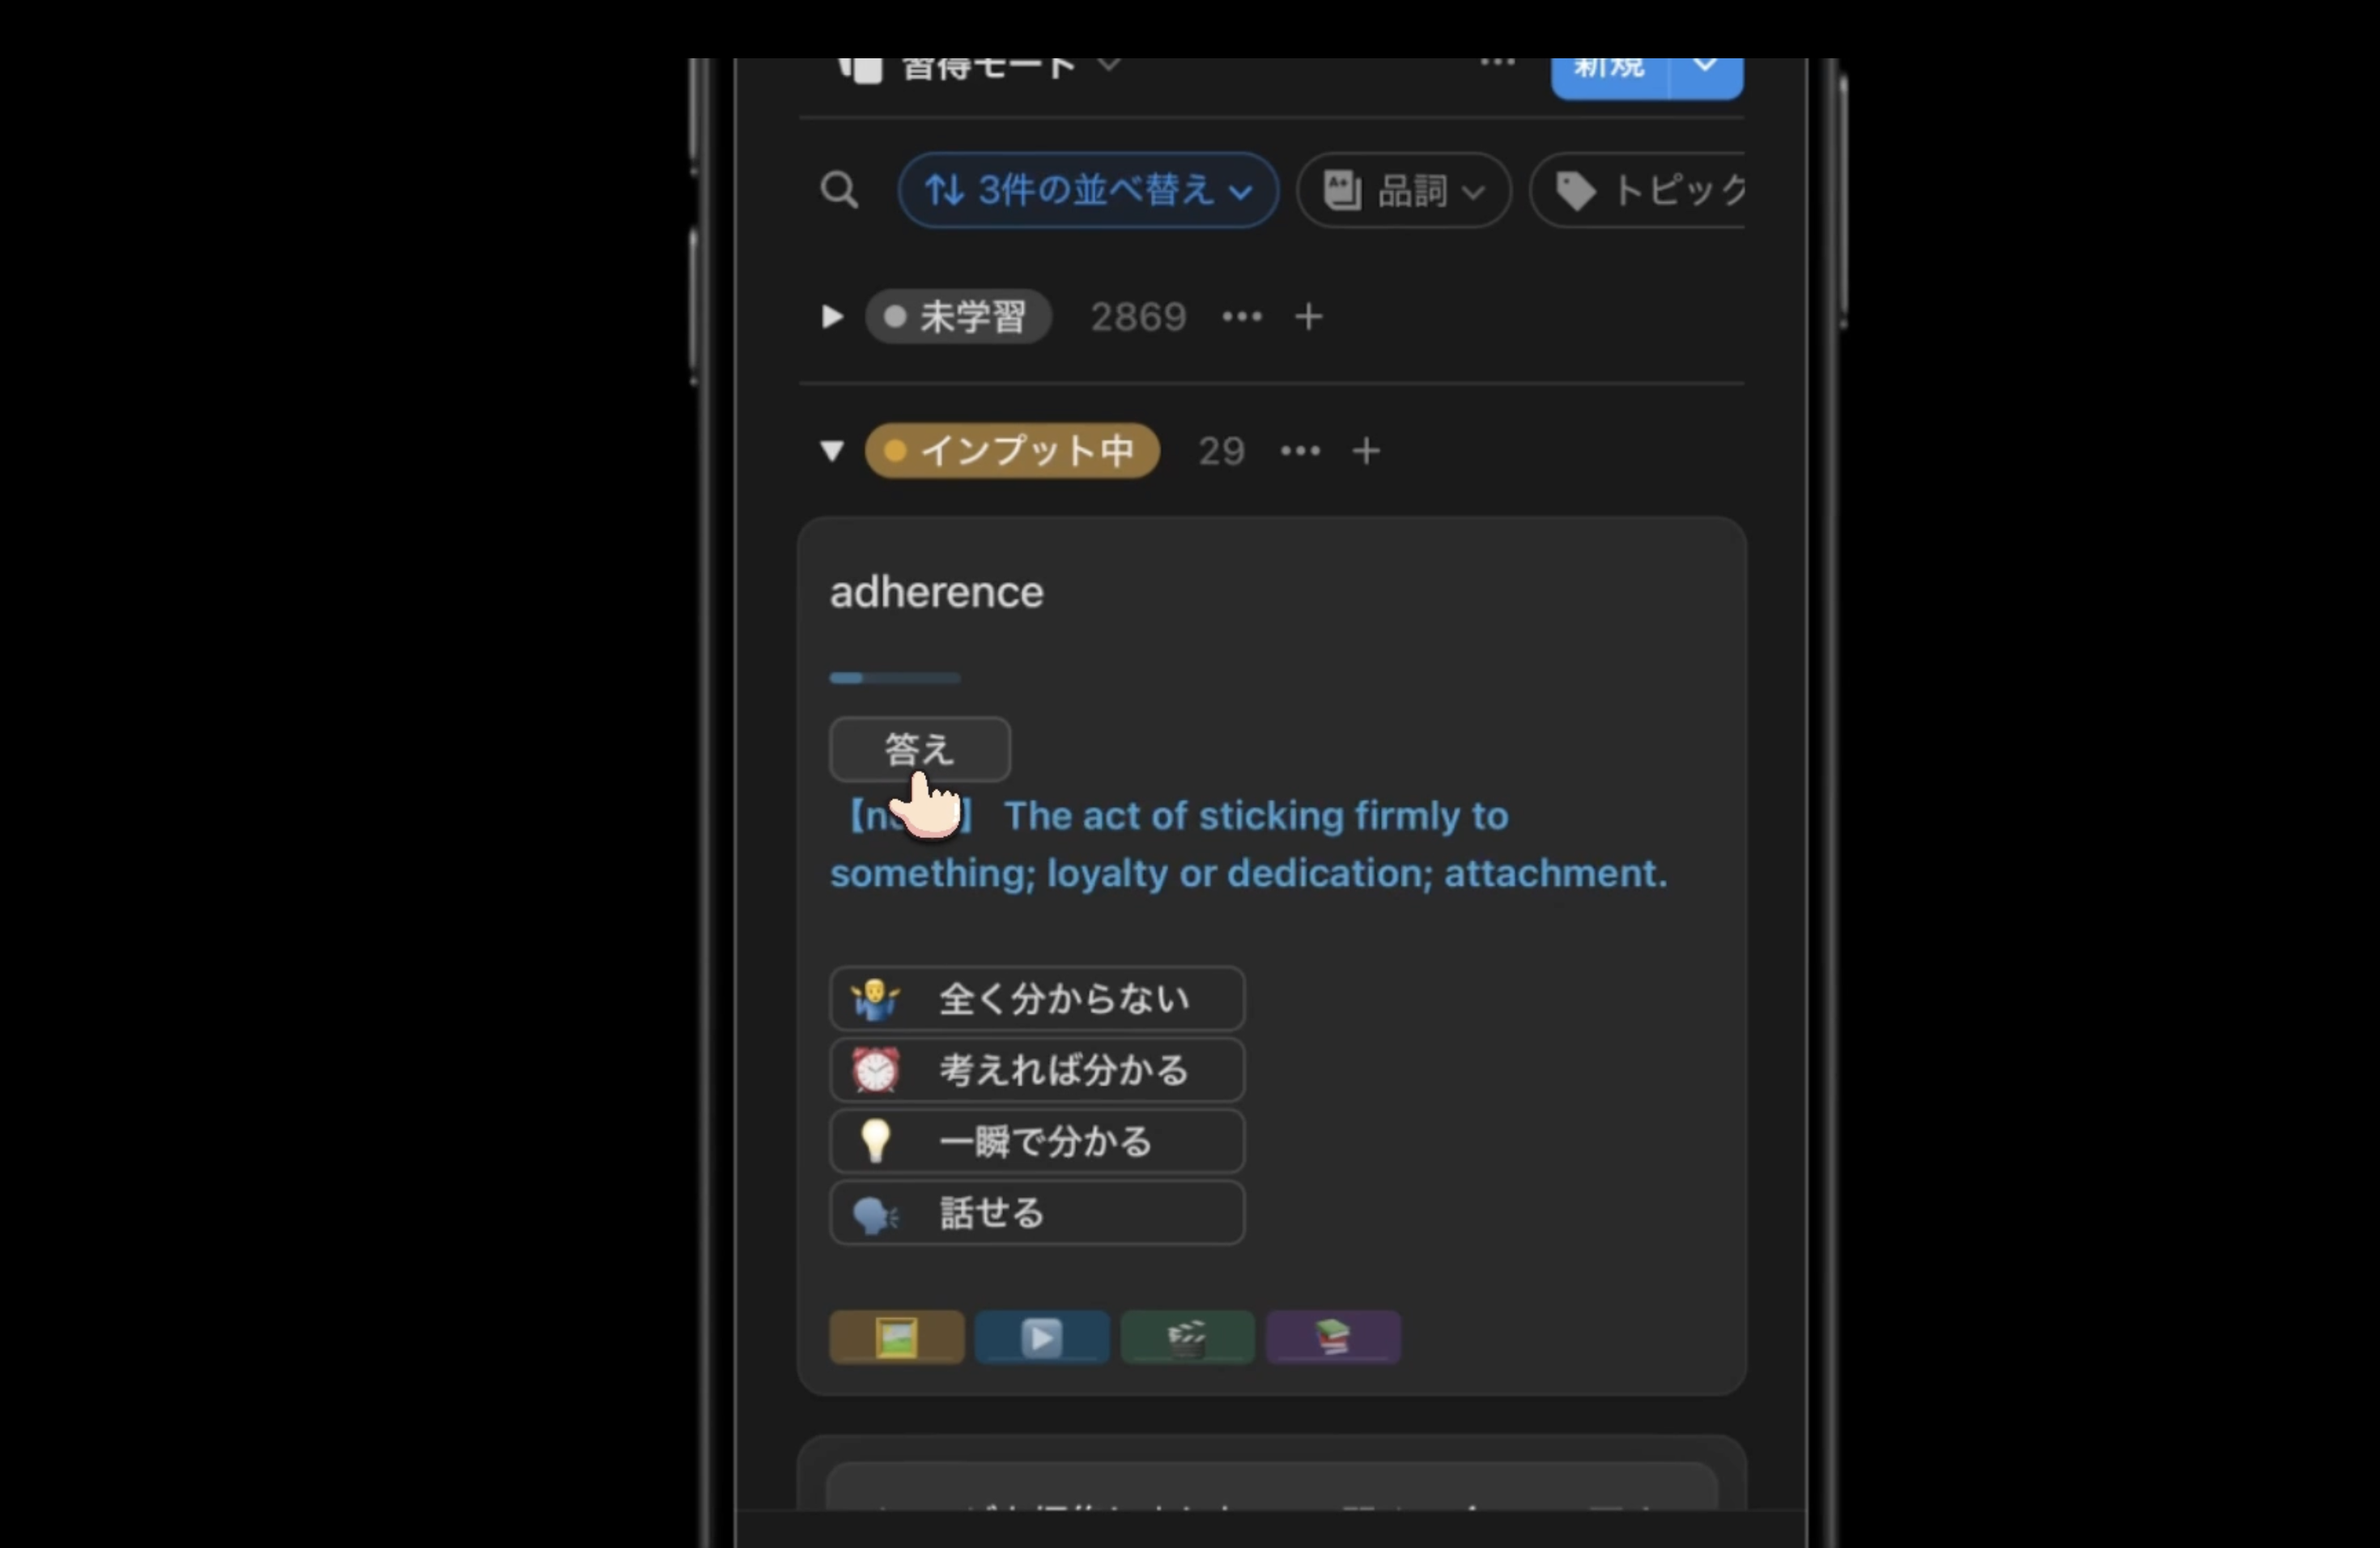 習得モード
新規
3件の並べ替え
品詞
トピック
未学習 2869
インプット中 29
adherence
答え
The act of sticking firmly to
something; loyalty or dedication; attachment.
全く分からない
考えれば分かる
一瞬で分かる
話せる